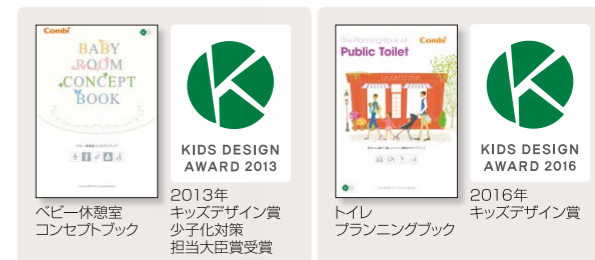 Combi
BABY
ROOM
CONCEPT
BOOK
ベビー休憩室
コンセプトブック
KIDS DESIGN
AWARD 2013
2013年
キッズデザイン賞
少子化対策
担当大臣賞受賞
The Planning Book of
Combi
Public Toilet
トイレ
プランニングブック
KIDS DESIGN
AWARD 2016
2016年
キッズデザイン賞